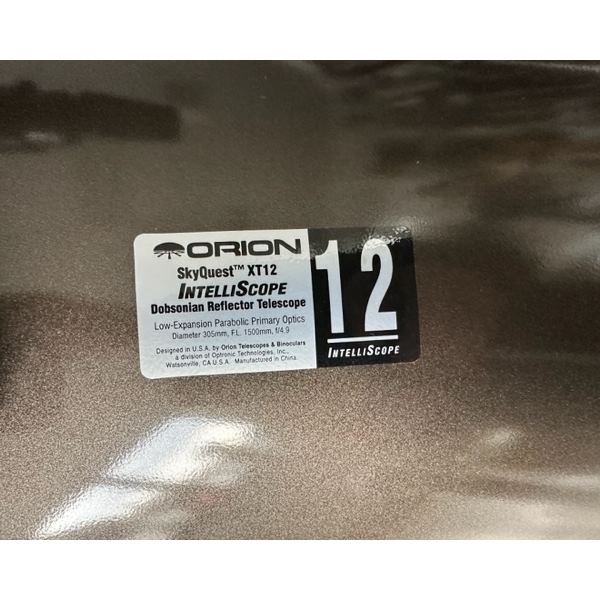 ORION
SkyQuest™ XT12
INTELLISCOPE
Dobsonian Reflector Telescope
Low-Expansion Parabolic Primary Optics
Diameter 305mm, F.L. 1500mm, f/4.9
Designed in U.S.A. by Orion Telescopes & Binoculars
a division of Optronic Technologies, Inc.,
Watsonville, CA U.S.A. Manufactured in China.
12
INTELLISCOPE